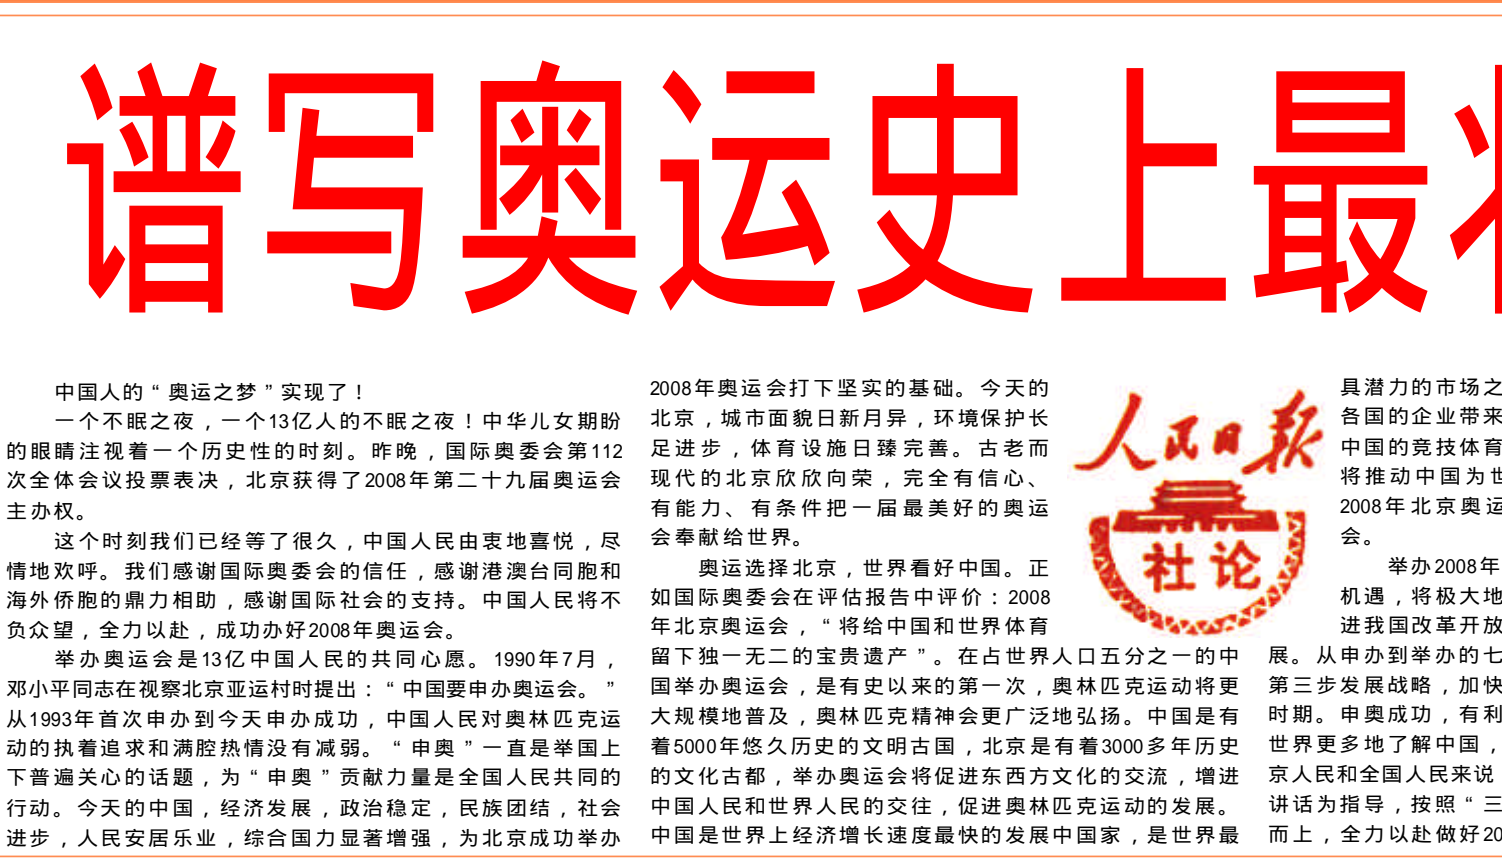 谱写奥运史上最
中国人的“奥运之梦”实现了！
一个不眠之夜，一个13亿人的不眠之夜！中华儿女期盼
的眼睛注视着一个历史性的时刻。昨晚，国际奥委会第112
次全体会议投票表决，北京获得了2008年第二十九届奥运会
主办权。
这个时刻我们已经等了很久，中国人民由衷地喜悦，尽
情地欢呼。我们感谢国际奥委会的信任，感谢港澳台同胞和
海外侨胞的鼎力相助，感谢国际社会的支持。中国人民将不
负众望，全力以赴，成功办好2008年奥运会。
举办奥运会是13亿中国人民的共同心愿。1990年7月，
邓小平同志在视察北京亚运村时提出：“中国要申办奥运会。”
从1993年首次申办到今天申办成功，中国人民对奥林匹克运
动的执着追求和满腔热情没有减弱。“申奥”一直是举国上
下普遍关心的话题，为“申奥”贡献力量是全国人民共同的
行动。今天的中国，经济发展，政治稳定，民族团结，社会
进步，人民安居乐业，综合国力显著增强，为北京成功举办
2008年奥运会打下坚实的基础。今天的
北京，城市面貌日新月异，环境保护长
足进步，体育设施日臻完善。古老而
现代的北京欣欣向荣，完全有信心、
有能力、有条件把一届最美好的奥运
会奉献给世界。
奥运选择北京，世界看好中国。正
如国际奥委会在评估报告中评价：2008
年北京奥运会，“将给中国和世界体育
留下独一无二的宝贵遗产”。在占世界人口五分之一的中
国举办奥运会，是有史以来的第一次，奥林匹克运动将更
大规模地普及，奥林匹克精神会更广泛地弘扬。中国是有
着5000年悠久历史的文明古国，北京是有着3000多年历史
的文化古都，举办奥运会将促进东西方文化的交流，增进
中国人民和世界人民的交往，促进奥林匹克运动的发展。
中国是世界上经济增长速度最快的发展中国家，是世界最
人民日报
社论
具潜力的市场之
各国的企业带来
中国的竞技体育
将推动中国为世
2008年北京奥运
会。
举办2008年
机遇，将极大地
进我国改革开放
展。从申办到举办的七
第三步发展战略，加快
时期。申奥成功，有利
世界更多地了解中国，
京人民和全国人民来说
讲话为指导，按照“三
而上，全力以赴做好20